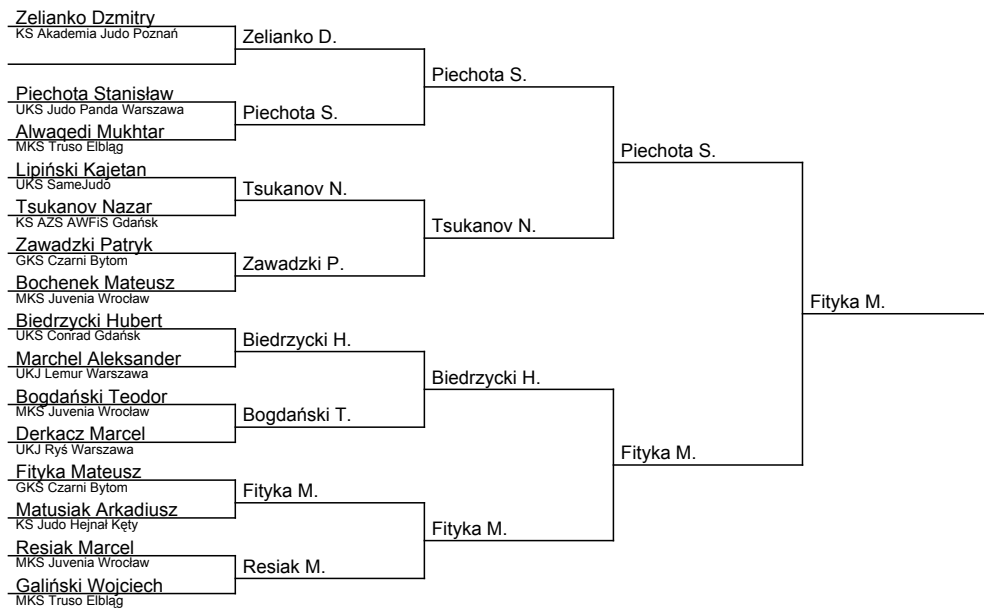 Zelianko Dzmitry
KS Akademia Judo Poznań
Piechota Stanisław
UKS Judo Panda Warszawa
Alwaqedi Mukhtar
MKS Truso Elbląg
Lipiński Kajetan
UKS SameJudo
Tsukanov Nazar
KS AZS AWFiS Gdańsk
Zawadzki Patryk
GKS Czarni Bytom
Bochenek Mateusz
MKS Juvenia Wrocław
Biedrzycki Hubert
UKS Conrad Gdańsk
Marchel Aleksander
UKJ Lemur Warszawa
Bogdański Teodor
MKS Juvenia Wrocław
Derkacz Marcel
UKJ Ryś Warszawa
Fityka Mateusz
GKS Czarni Bytom
Matusiak Arkadiusz
KS Judo Hejnał Kęty
Resiak Marcel
MKS Juvenia Wrocław
Galiński Wojciech
MKS Truso Elbląg
Zelianko D.
Piechota S.
Tsukanov N.
Zawadzki P.
Biedrzycki H.
Bogdański T.
Fityka M.
Resiak M.
Piechota S.
Tsukanov N.
Biedrzycki H.
Fityka M.
Piechota S.
Fityka M.
Fityka M.